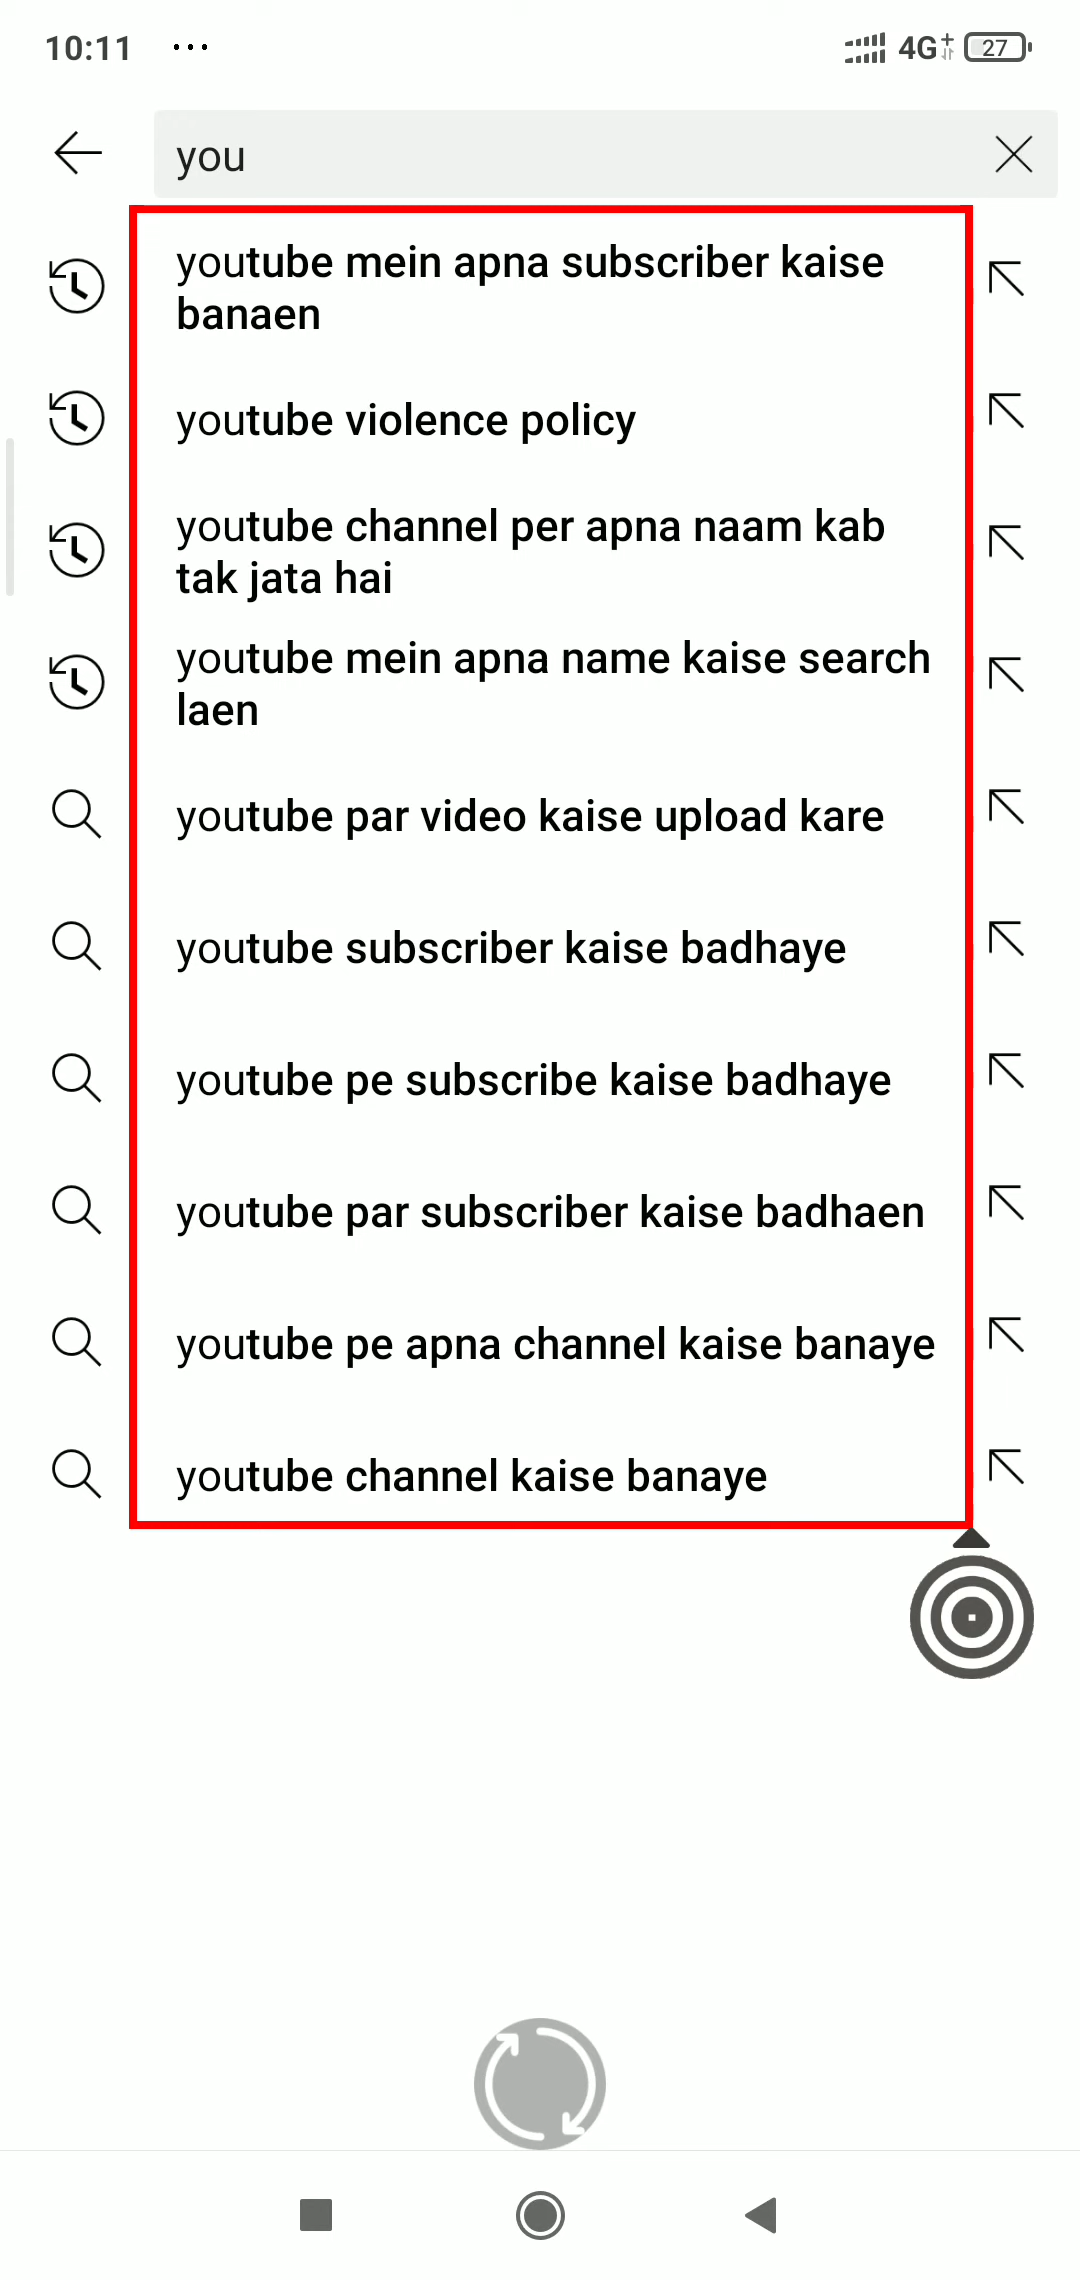 10:11 ... 4G+ 27
you
youtube mein apna subscriber kaise
banaen
youtube violence policy
youtube channel per apna naam kab
tak jata hai
youtube mein apna name kaise search
laen
youtube par video kaise upload kare
youtube subscriber kaise badhaye
youtube pe subscribe kaise badhaye
youtube par subscriber kaise badhaen
youtube pe apna channel kaise banaye
youtube channel kaise banaye